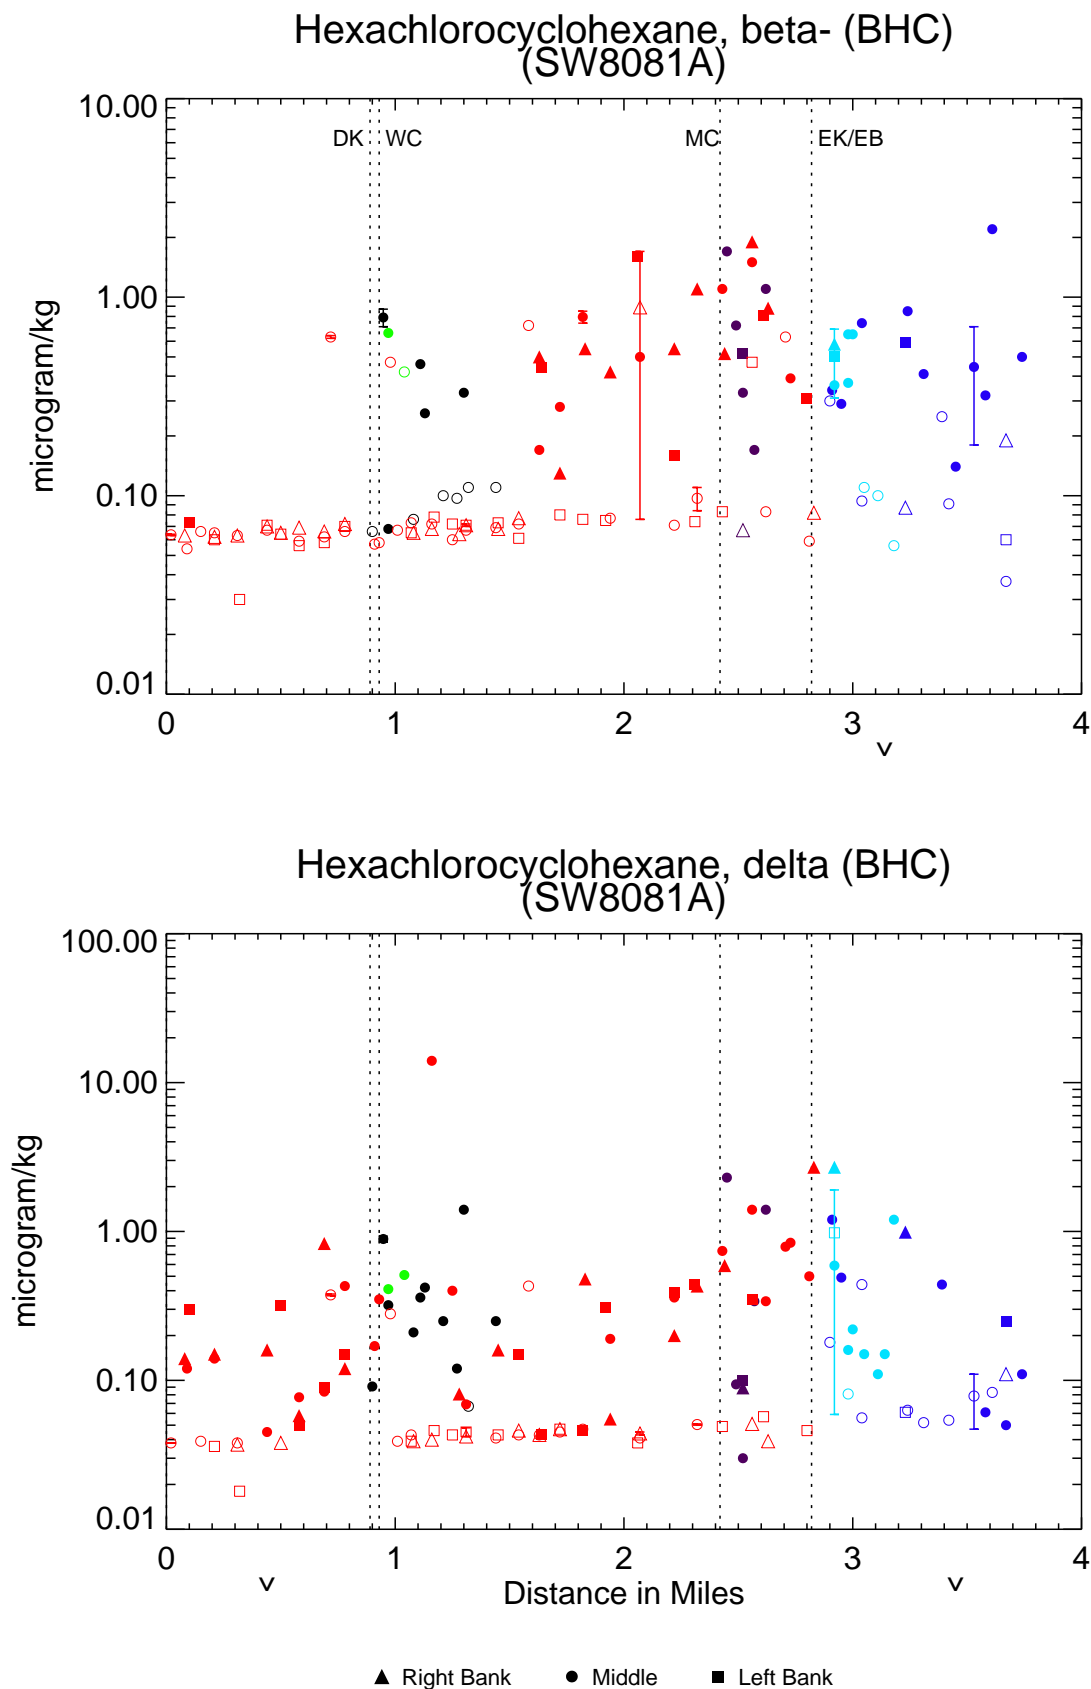 Hexachlorocyclohexane, beta- (BHC)
(SW8081A)
10.00
DK WC MC EK/EB
1.00
microgram/kg
0.10
0.01
0 1 2 3 4
v
Hexachlorocyclohexane, delta (BHC)
(SW8081A)
100.00
10.00
microgram/kg
1.00
0.10
0.01
0 1 2 3 4
v Distance in Miles v
Right Bank Middle Left Bank